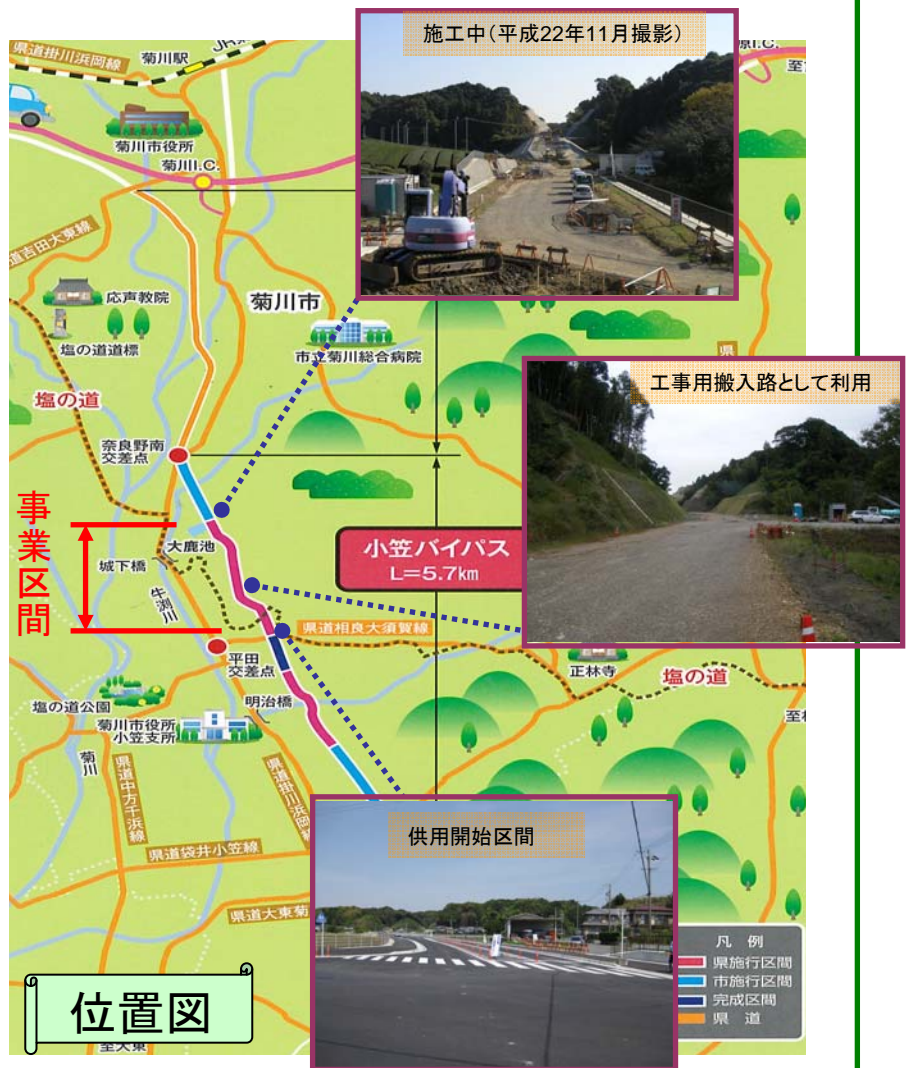 施工中(平成22年11月撮影)
県道掛川浜岡線
菊川駅
JR
菊川市役所
菊川I.C.
I.C.
道吉田大東線
応声教院
塩の道道標
菊川市
市立菊川総合病院
県
工事用搬入路として利用
塩の道
奈良野南
交差点
事業区間
大鹿池
城下橋
牛渕川
小笠バイパス
L=5.7km
県道相良大須賀線
平田
交差点
正林寺
塩の道
塩の道公園
明治橋
菊川市役所
小笠支所
菊川
県道中方千浜線
県道掛川浜岡線
県道袋井小笠線
県道大東菊
供用開始区間
凡 例
県施行区間
市施行区間
完成区間
県 道
位置図
至大東